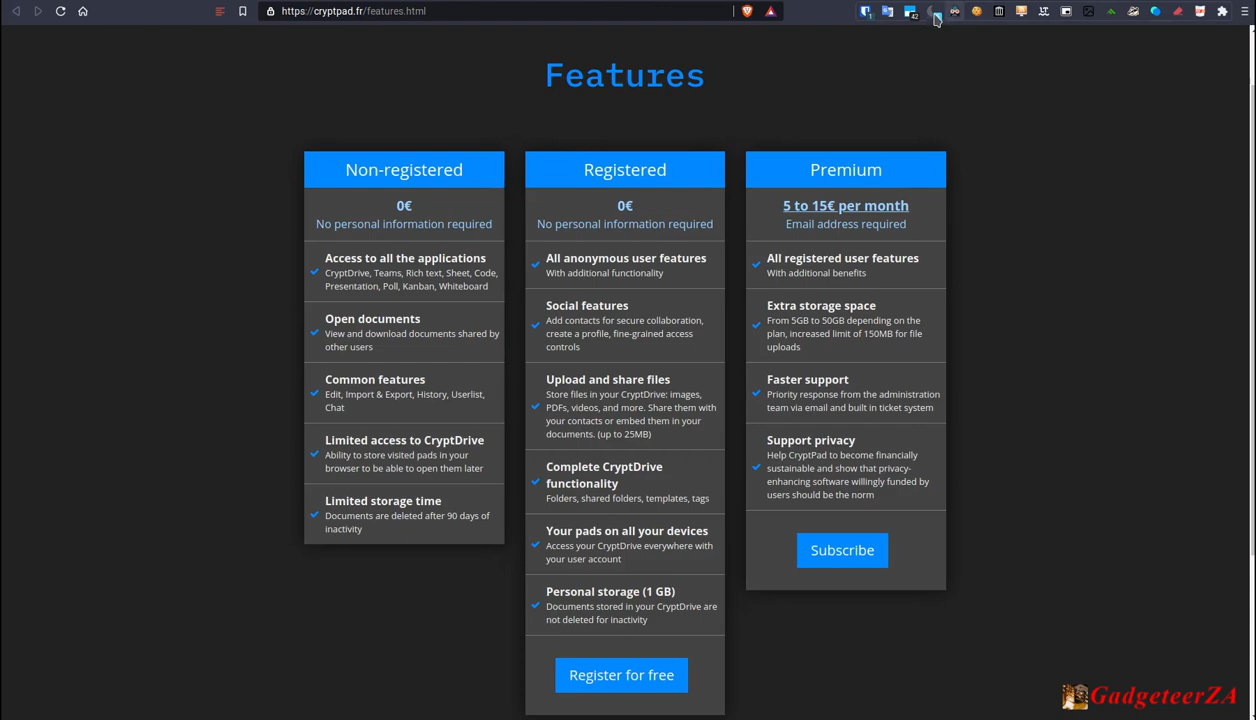 https://cryptpad.fr/features.html
1
42
Features
Non-registered
0€
No personal information required
Access to all the applications
CryptDrive, Teams, Rich text, Sheet, Code,
Presentation, Poll, Kanban, Whiteboard
Open documents
View and download documents shared by
other users
Common features
Edit, Import & Export, History, Userlist,
Chat
Limited access to CryptDrive
Ability to store visited pads in your
browser to be able to open them later
Limited storage time
Documents are deleted after 90 days of
inactivity
Registered
0€
No personal information required
All anonymous user features
With additional functionality
Social features
Add contacts for secure collaboration,
create a profile, fine-grained access
controls
Upload and share files
Store files in your CryptDrive: images,
PDFs, videos, and more. Share them with
your contacts or embed them in your
documents. (up to 25MB)
Complete CryptDrive
functionality
Folders, shared folders, templates, tags
Your pads on all your devices
Access your CryptDrive everywhere with
your user account
Personal storage (1 GB)
Documents stored in your CryptDrive are
not deleted for inactivity
Register for free
Premium
5 to 15€ per month
Email address required
All registered user features
With additional benefits
Extra storage space
From 5GB to 50GB depending on the
plan, increased limit of 150MB for file
uploads
Faster support
Priority response from the administration
team via email and built in ticket system
Support privacy
Help CryptPad to become financially
sustainable and show that privacy-
enhancing software willingly funded by
users should be the norm
Subscribe
GadgeteerZA